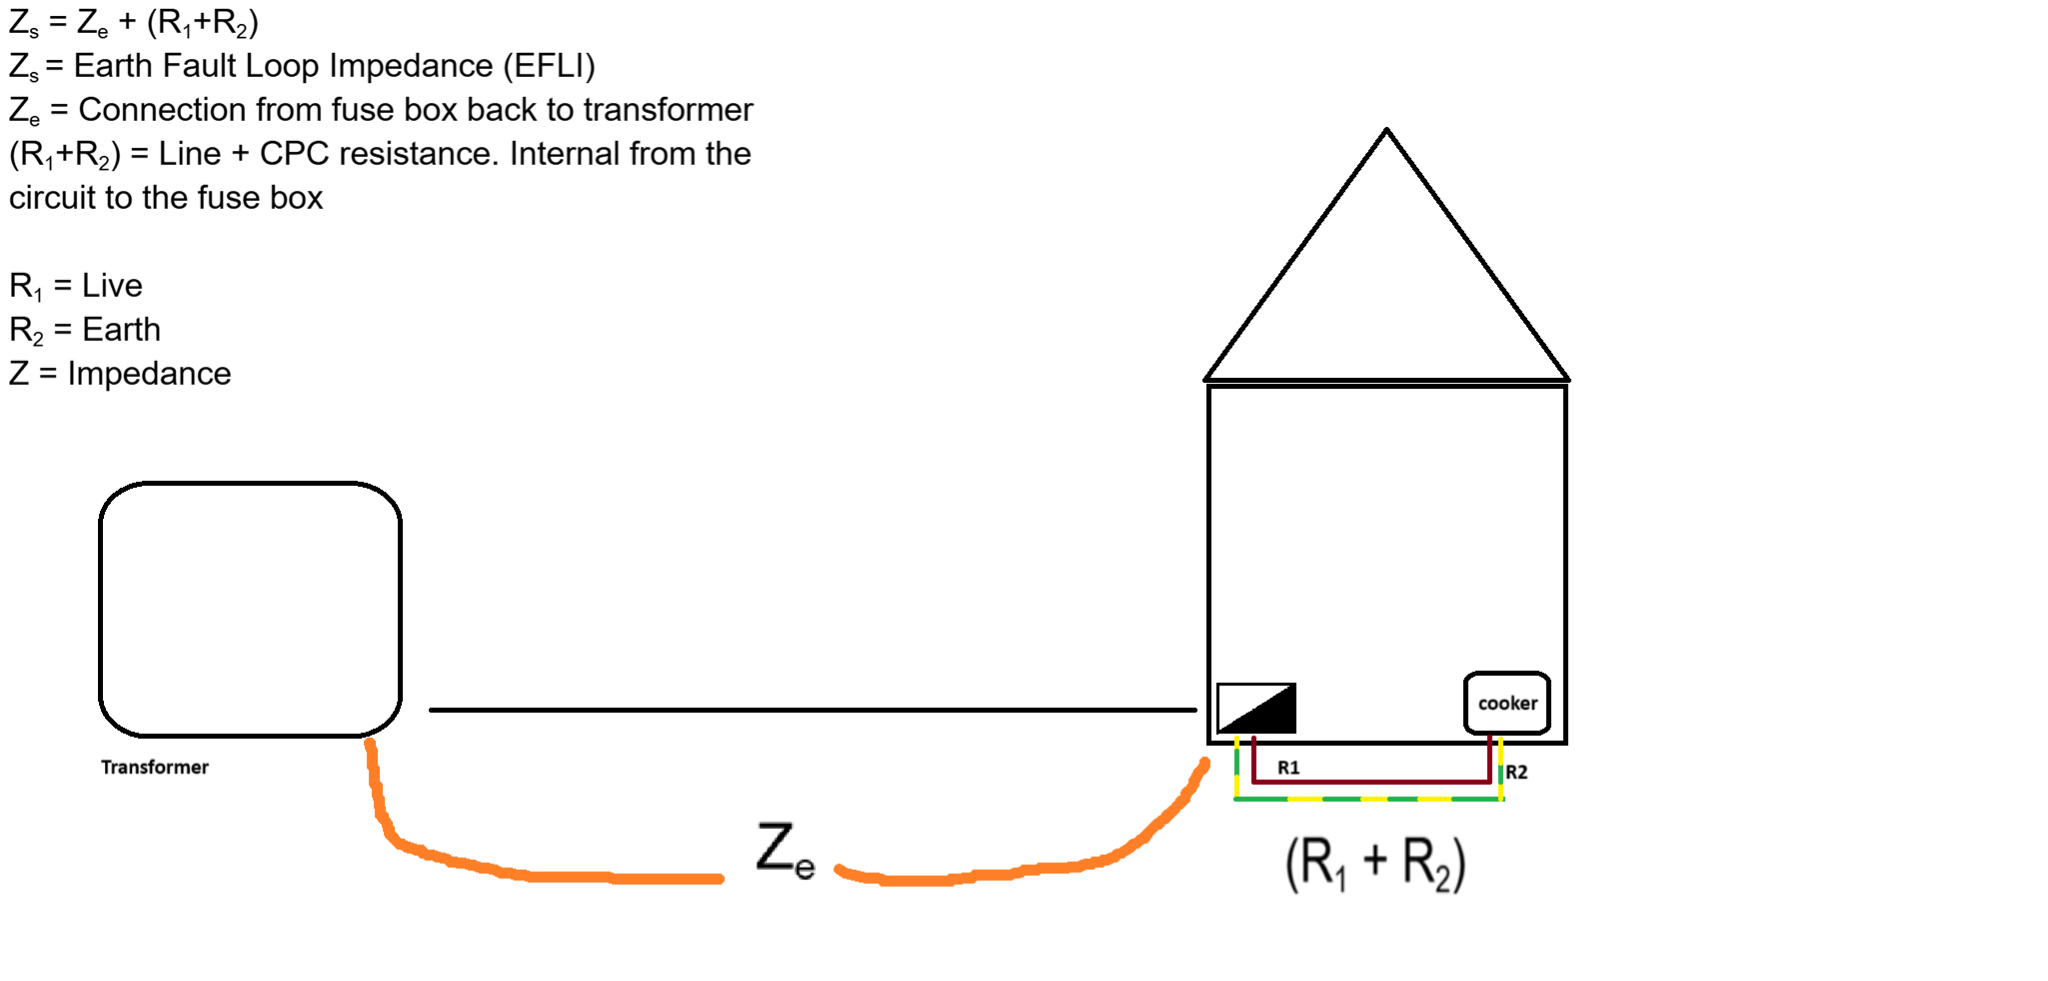 Zₛ = Zₑ + (R₁+R₂)
Zₛ = Earth Fault Loop Impedance (EFLI)
Zₑ = Connection from fuse box back to transformer
(R₁+R₂) = Line + CPC resistance. Internal from the
circuit to the fuse box
R₁ = Live
R₂ = Earth
Z = Impedance
cooker
Transformer
R1
R2
Zₑ
(R₁ + R₂)